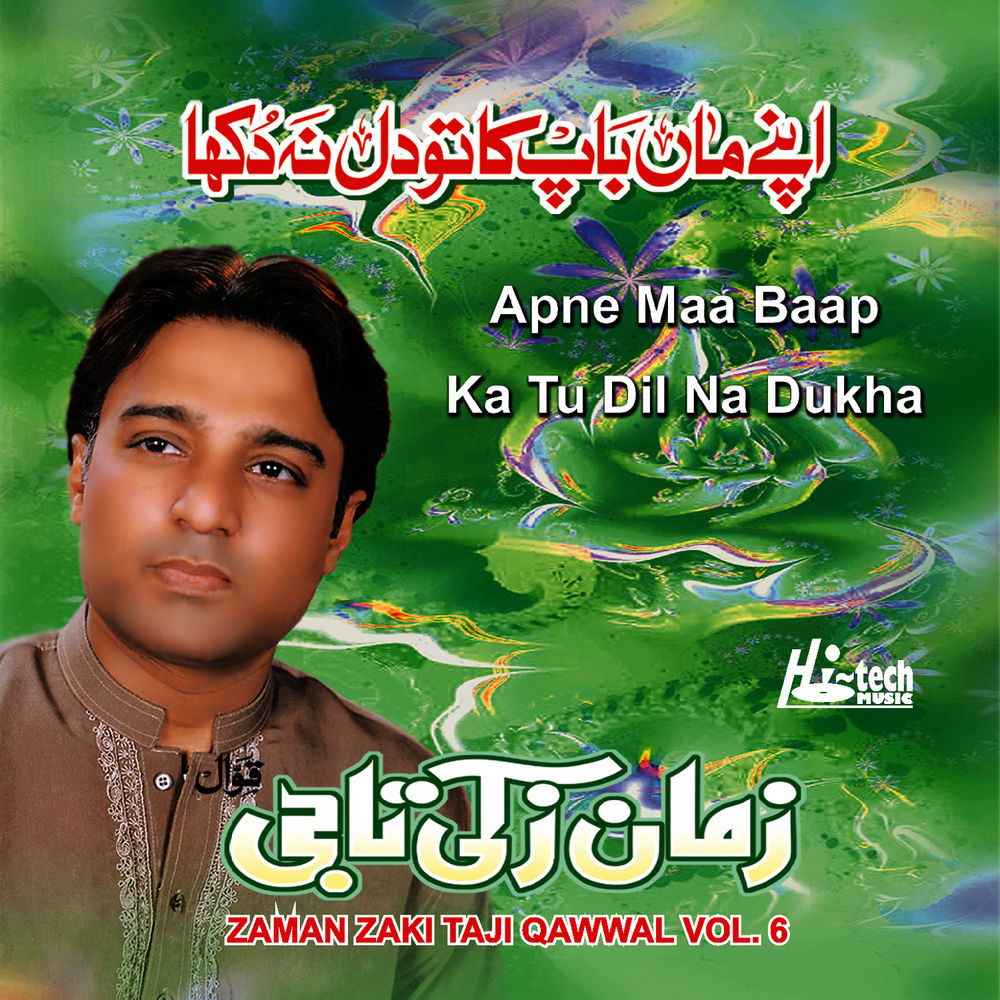 اپنے ماں باپ کا تو دل نہ دُکھا
Apne Maa Baap
Ka Tu Dil Na Dukha
Hi~tech
MUSIC
قوال
زمان زکی تاجی
ZAMAN ZAKI TAJI QAWWAL VOL. 6